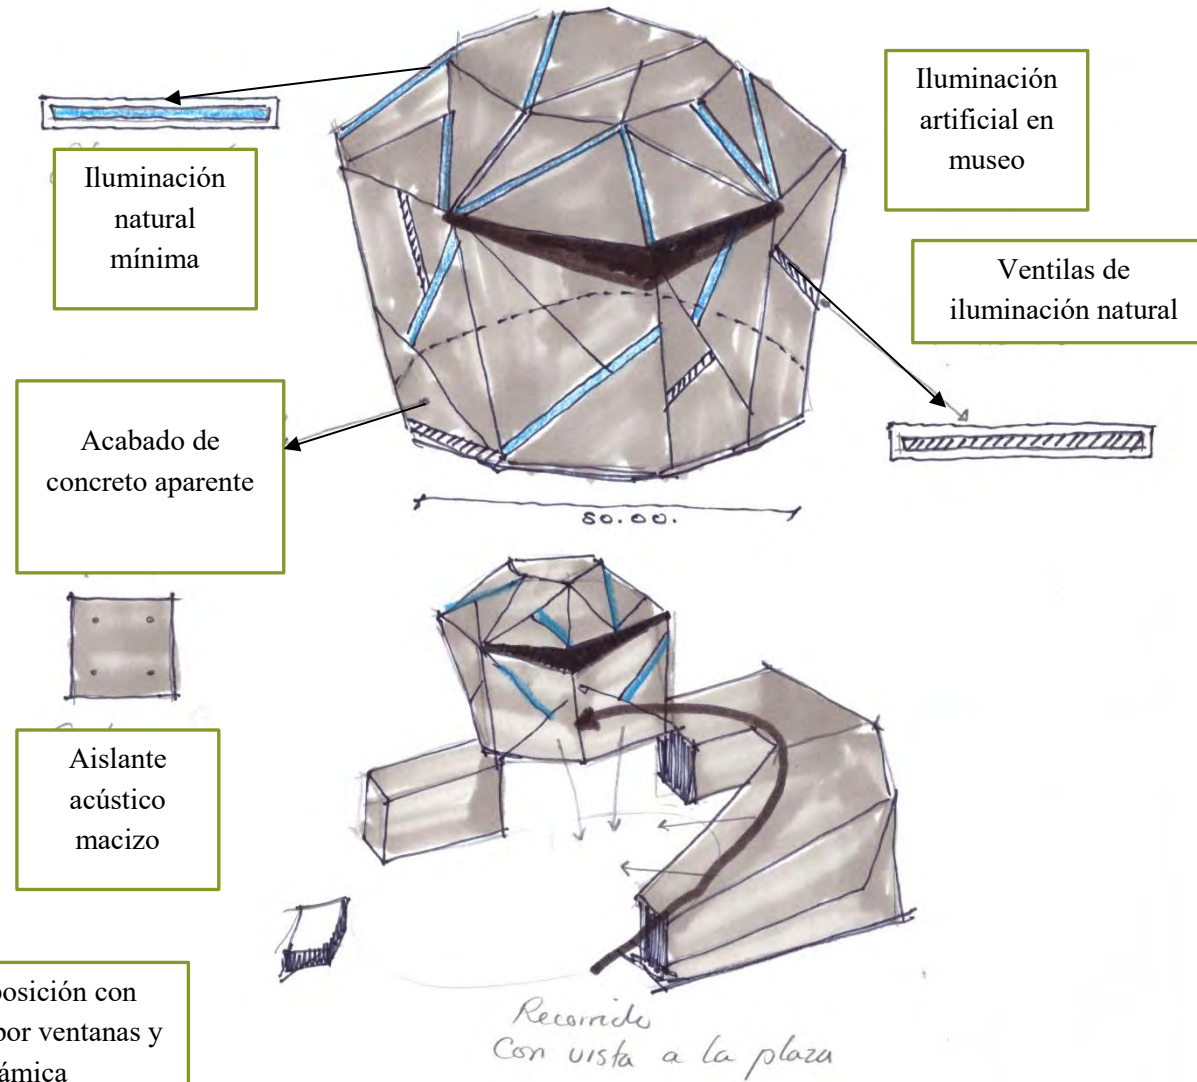 Iluminación
artificial en
museo
Iluminación
natural
mínima
Ventilas de
iluminación natural
Acabado de
concreto aparente
80.00.
Aislante
acústico
macizo
posición con
por ventanas y
ámica
Recorrido
Con vista a la plaza